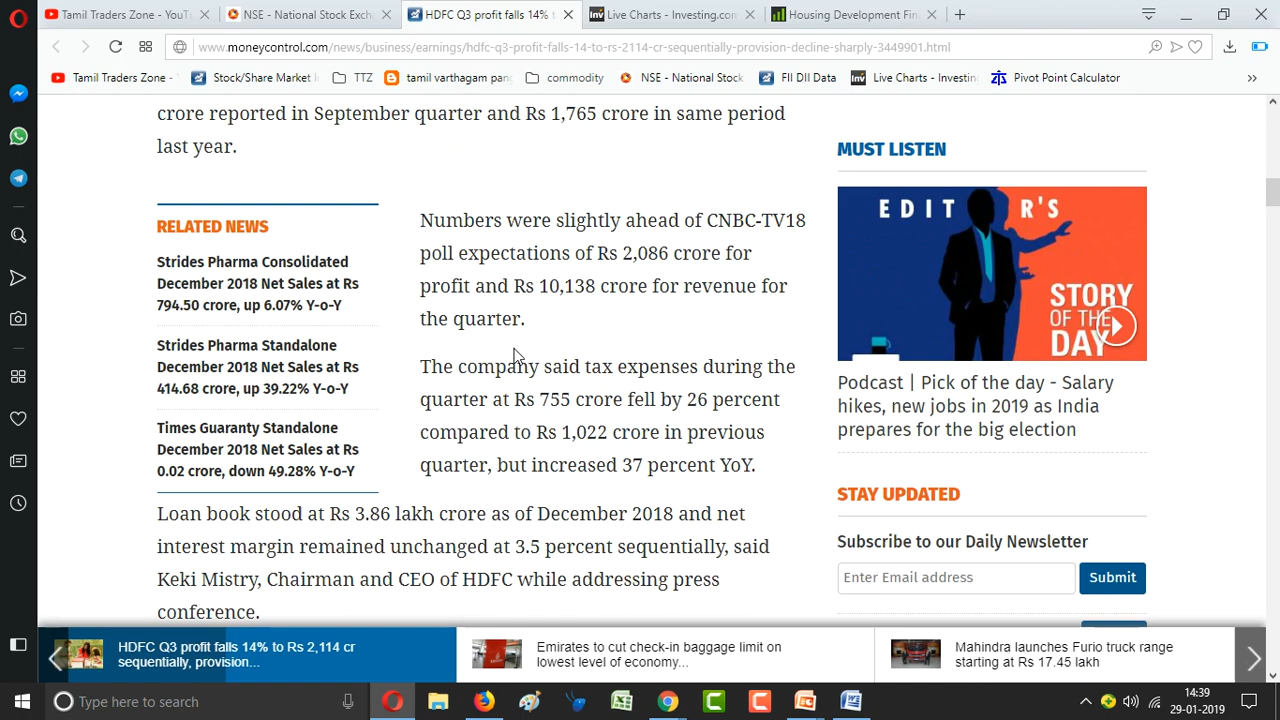 Tamil Traders Zone - YouT
NSE - National Stock Exc
HDFC Q3 profit falls 14% t
Live Charts - Investing.com
Housing Development Fin
www.moneycontrol.com/news/business/earnings/hdfc-q3-profit-falls-14-to-rs-2114-cr-sequentially-provision-decline-sharply-3449901.html
Tamil Traders Zone -
Stock/Share Market
TTZ
tamil varthagam pan
commodity
NSE - National Stock
FII DII Data
Live Charts - Investin
Pivot Point Calculator
crore reported in September quarter and Rs 1,765 crore in same period
last year.
RELATED NEWS
Strides Pharma Consolidated
December 2018 Net Sales at Rs
794.50 crore, up 6.07% Y-o-Y
Strides Pharma Standalone
December 2018 Net Sales at Rs
414.68 crore, up 39.22% Y-o-Y
Times Guaranty Standalone
December 2018 Net Sales at Rs
0.02 crore, down 49.28% Y-o-Y
Numbers were slightly ahead of CNBC-TV18
poll expectations of Rs 2,086 crore for
profit and Rs 10,138 crore for revenue for
the quarter.
The company said tax expenses during the
quarter at Rs 755 crore fell by 26 percent
compared to Rs 1,022 crore in previous
quarter, but increased 37 percent YoY.
Loan book stood at Rs 3.86 lakh crore as of December 2018 and net
interest margin remained unchanged at 3.5 percent sequentially, said
Keki Mistry, Chairman and CEO of HDFC while addressing press
conference.
MUST LISTEN
EDITOR'S
STORY
OF THE
DAY
Podcast | Pick of the day - Salary
hikes, new jobs in 2019 as India
prepares for the big election
STAY UPDATED
Subscribe to our Daily Newsletter
Enter Email address
Submit
HDFC Q3 profit falls 14% to Rs 2,114 cr
sequentially, provision...
Emirates to cut check-in baggage limit on
lowest level of economy...
Mahindra launches Furio truck range
starting at Rs 17.45 lakh
Type here to search
14:39
29-01-2019